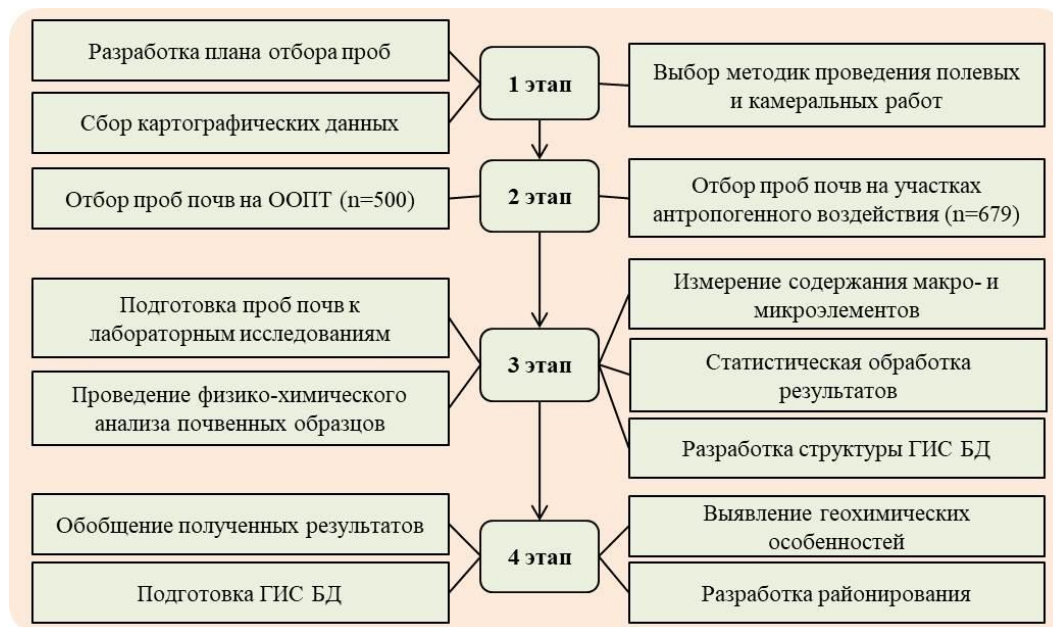 Разработка плана отбора проб
Сбор картографических данных
1 этап
Выбор методик проведения полевых
и камеральных работ
Отбор проб почв на ООПТ (n=500)
2 этап
Отбор проб почв на участках
антропогенного воздействия (n=679)
Подготовка проб почв к
лабораторным исследованиям
Проведение физико-химического
анализа почвенных образцов
3 этап
Измерение содержания макро- и
микроэлементов
Статистическая обработка
результатов
Разработка структуры ГИС БД
Обобщение полученных результатов
Подготовка ГИС БД
4 этап
Выявление геохимических
особенностей
Разработка районирования